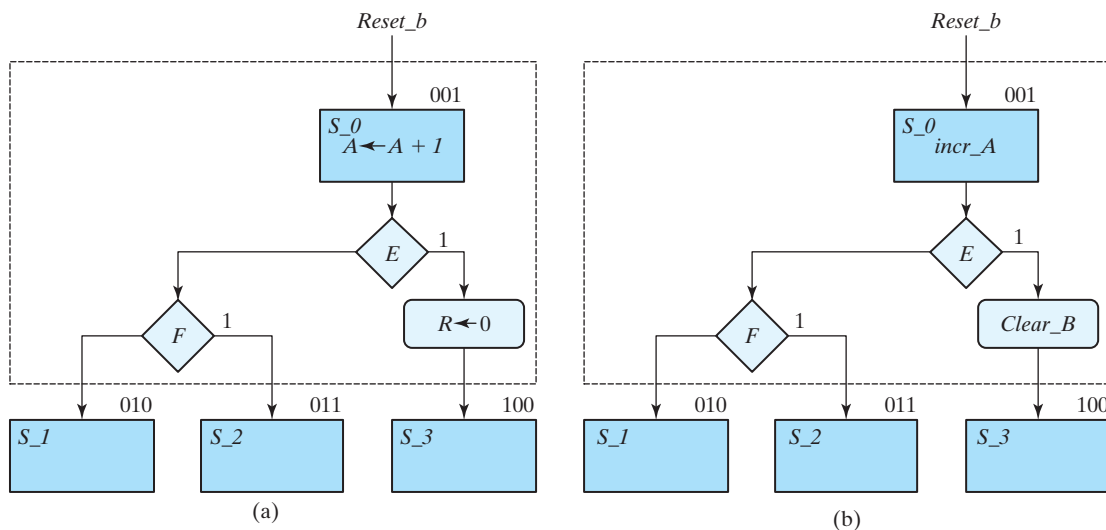 Reset_b
001
S_0
A ← A + 1
E
1
F
1
R ← 0
010
011
100
S_1
S_2
S_3
(a)
Reset_b
001
S_0
incr_A
E
1
F
1
Clear_B
010
011
100
S_1
S_2
S_3
(b)